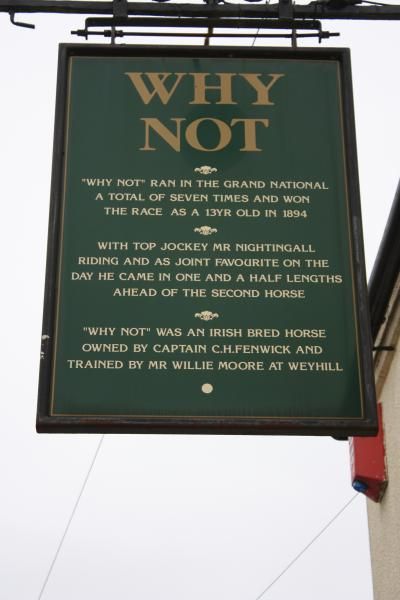 WHY
NOT
"WHY NOT" RAN IN THE GRAND NATIONAL
A TOTAL OF SEVEN TIMES AND WON
THE RACE AS A 13YR OLD IN 1894
WITH TOP JOCKEY MR NIGHTINGALL
RIDING AND AS JOINT FAVOURITE ON THE
DAY HE CAME IN ONE AND A HALF LENGTHS
AHEAD OF THE SECOND HORSE
"WHY NOT" WAS AN IRISH BRED HORSE
OWNED BY CAPTAIN C.H.FENWICK AND
TRAINED BY MR WILLIE MOORE AT WEYHILL